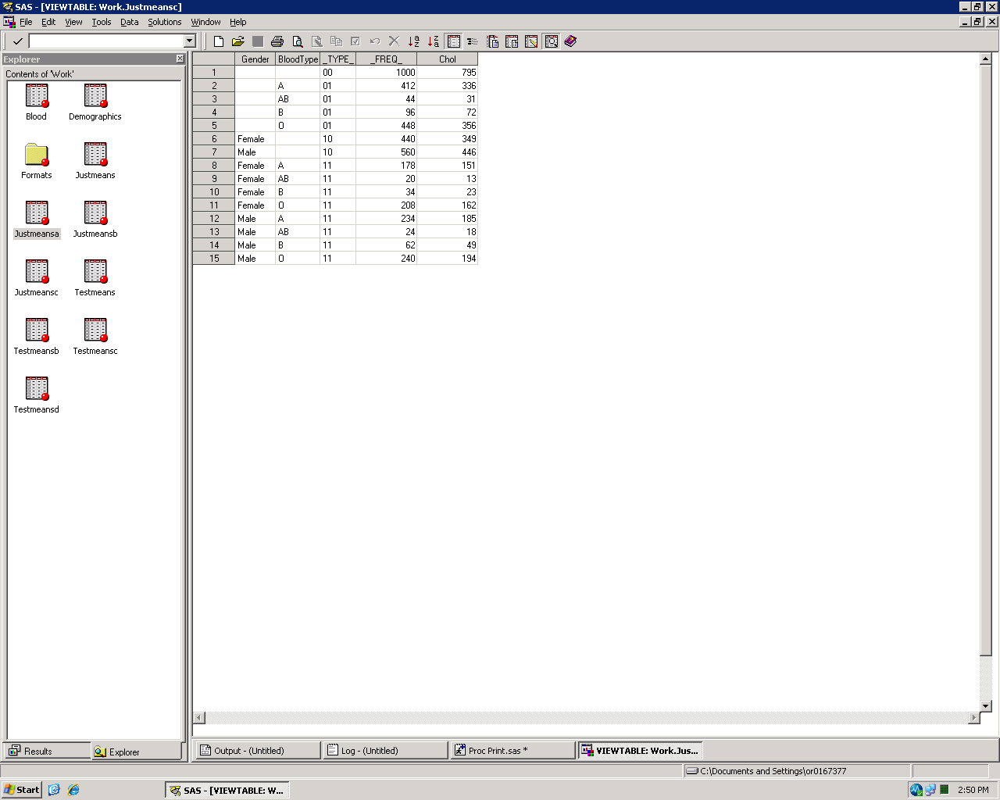 SAS - [VIEWTABLE: Work.Justmeansc]
File Edit View Tools Data Solutions Window Help
Explorer
Contents of 'Work'
Blood Demographics
Formats Justmeans
Justmeansa Justmeansb
Justmeansc Testmeans
Testmeansb Testmeansc
Testmeansd
Gender BloodType _TYPE_ _FREQ_ Chol
1 00 1000 795
2 A 01 412 336
3 AB 01 44 31
4 B 01 96 72
5 O 01 448 356
6 Female 10 440 349
7 Male 10 560 446
8 Female A 11 178 151
9 Female AB 11 20 13
10 Female B 11 34 23
11 Female O 11 208 162
12 Male A 11 234 185
13 Male AB 11 24 18
14 Male B 11 62 49
15 Male O 11 240 194
Results Explorer
Output - (Untitled) Log - (Untitled) Proc Print.sas * VIEWTABLE: Work.Jus...
C:\Documents and Settings\or0167377
Start SAS - [VIEWTABLE: W... 2:50 PM